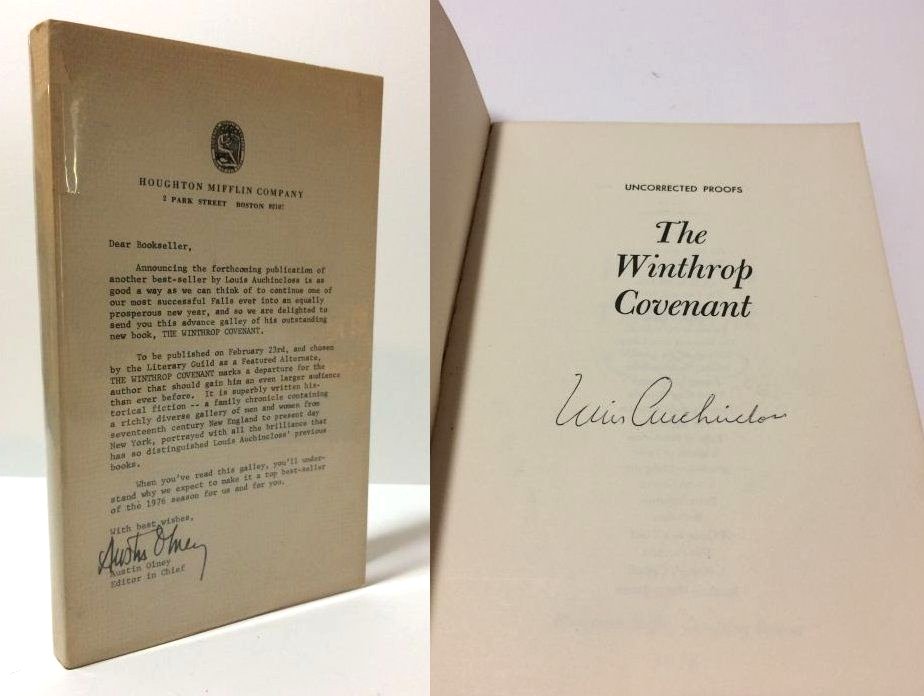 HOUGHTON MIFFLIN COMPANY
2 PARK STREET BOSTON 02107
Dear Bookseller,
Announcing the forthcoming publication of
another best-seller by Louis Auchincloss is as
good a way as we can think of to continue one of
our most successful Falls ever into an equally
prosperous new year, and so we are delighted to
send you this advance galley of his outstanding
new book, THE WINTHROP COVENANT.
To be published on February 23rd, and chosen
by the Literary Guild as a Featured Alternate,
THE WINTHROP COVENANT marks a departure for the
author that should gain him an even larger audience
than ever before. It is superbly written his-
torical fiction -- a family chronicle containing
a richly diverse gallery of men and women from
seventeenth century New England to present day
New York, portrayed with all the brilliance that
has so distinguished Louis Auchincloss' previous
books.
When you've read this galley, you'll under-
stand why we expect to make it a top best-seller
of the 1976 season for us and for you.
With best wishes,
Austin Olney
Austin Olney
Editor in Chief
UNCORRECTED PROOFS
The
Winthrop
Covenant
Louis Auchincloss